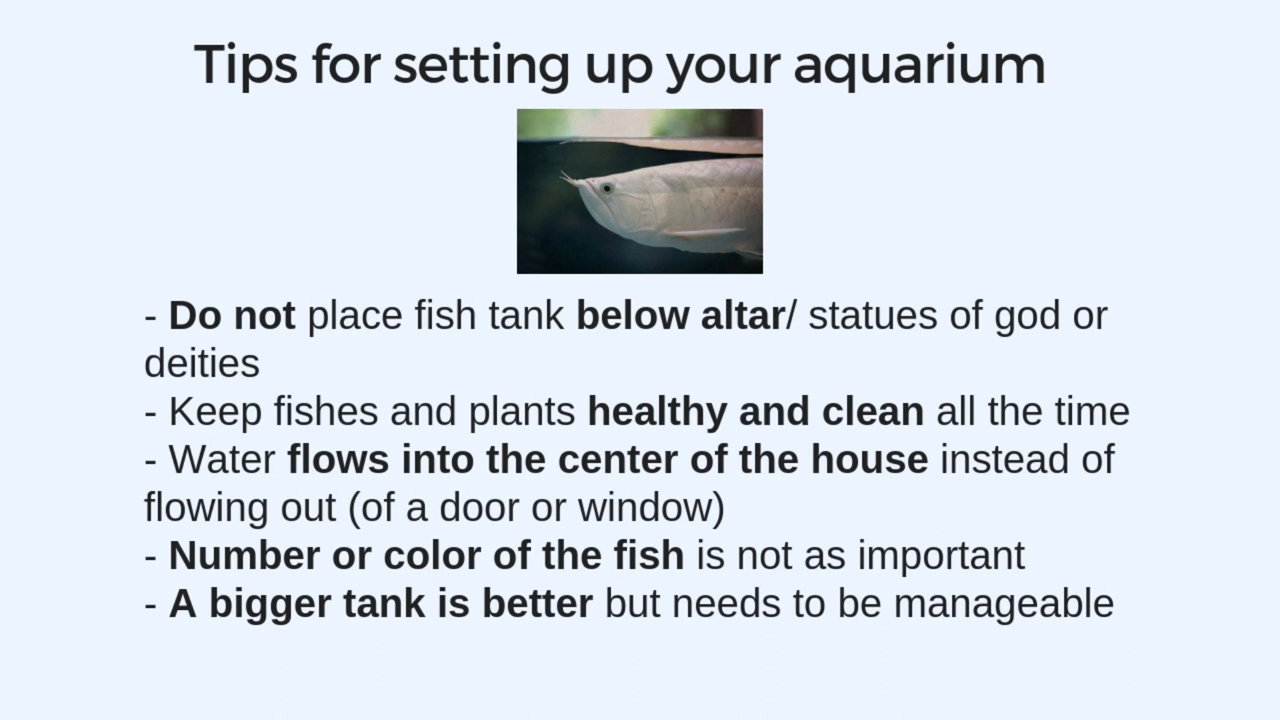 Tips for setting up your aquarium
- Do not place fish tank below altar/ statues of god or
deities
- Keep fishes and plants healthy and clean all the time
- Water flows into the center of the house instead of
flowing out (of a door or window)
- Number or color of the fish is not as important
- A bigger tank is better but needs to be manageable